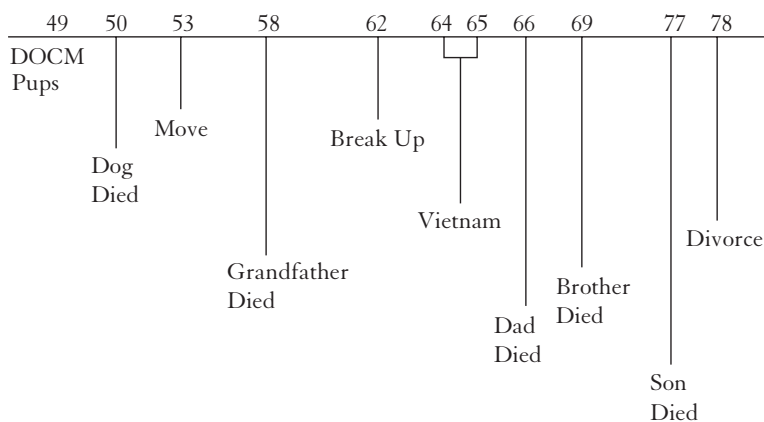 49 50 53 58 62 64 65 66 69 77 78
DOCM
Pups
Dog
Died
Move
Grandfather
Died
Break Up
Vietnam
Dad
Died
Brother
Died
Son
Died
Divorce